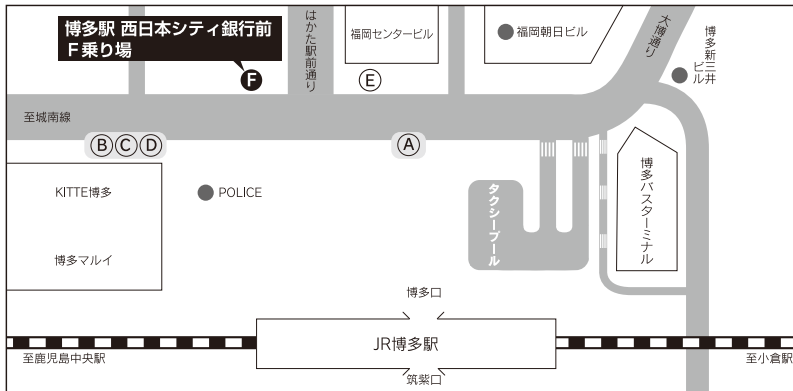 博多駅 西日本シティ銀行前
F乗り場
F
はかた駅前通り
福岡センタービル
E
福岡朝日ビル
大博通り
博多新三井
ビル
至城南線
B C D
A
KITTE博多
POLICE
博多マルイ
タクシープール
博多バスターミナル
博多口
JR博多駅
至鹿児島中央駅
至小倉駅
筑紫口